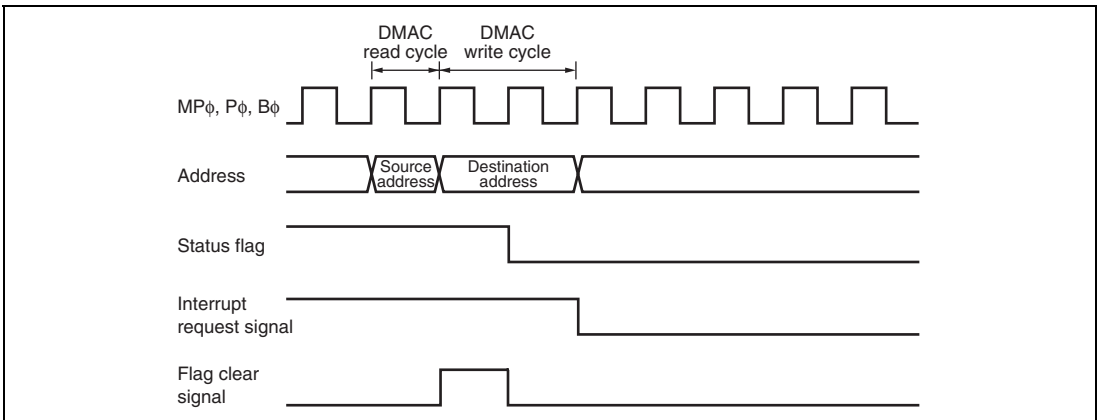 DMAC DMAC
read cycle write cycle
MPϕ, Pϕ, Bϕ
Address
Source
address
Destination
address
Status flag
Interrupt
request signal
Flag clear
signal